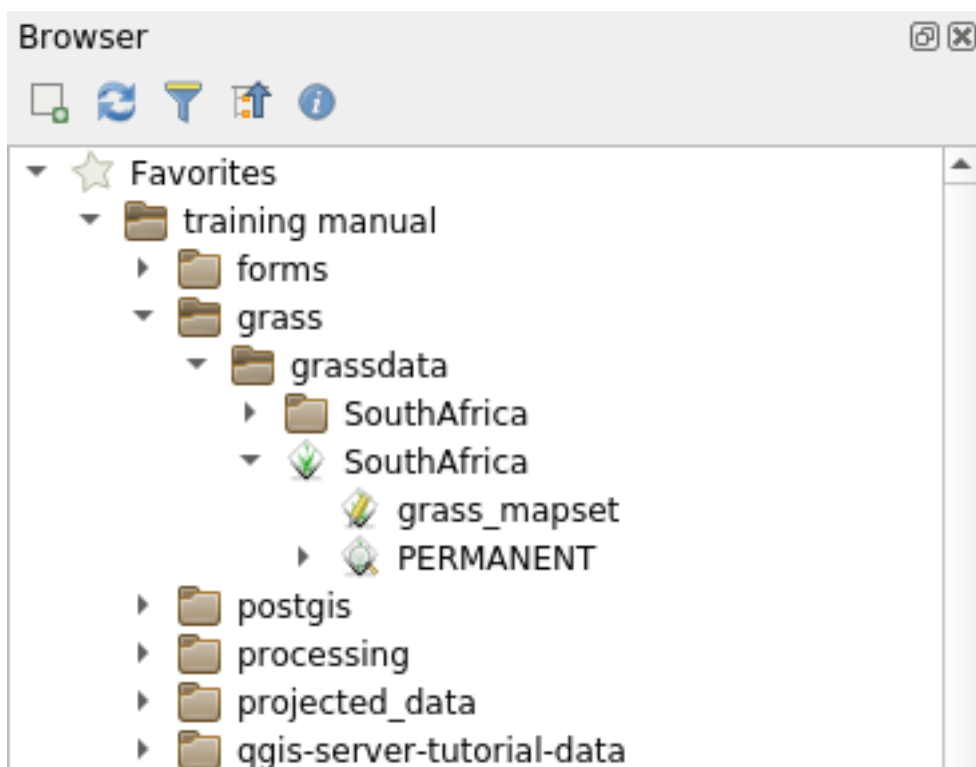 Browser
Favorites
training manual
forms
grass
grassdata
SouthAfrica
SouthAfrica
grass_mapset
PERMANENT
postgis
processing
projected_data
qgis-server-tutorial-data